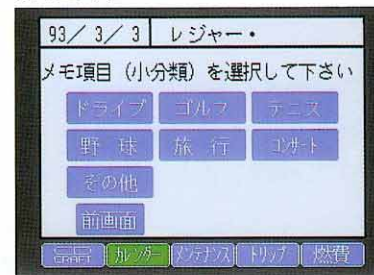 93/ 3/ 3 レジャー・
メモ項目 (小分類) を選択して下さい
ドライブ ゴルフ テニス
野 球 旅 行 コンサート
その他
前画面
カレンダー メンテナンス トリップ 燃費